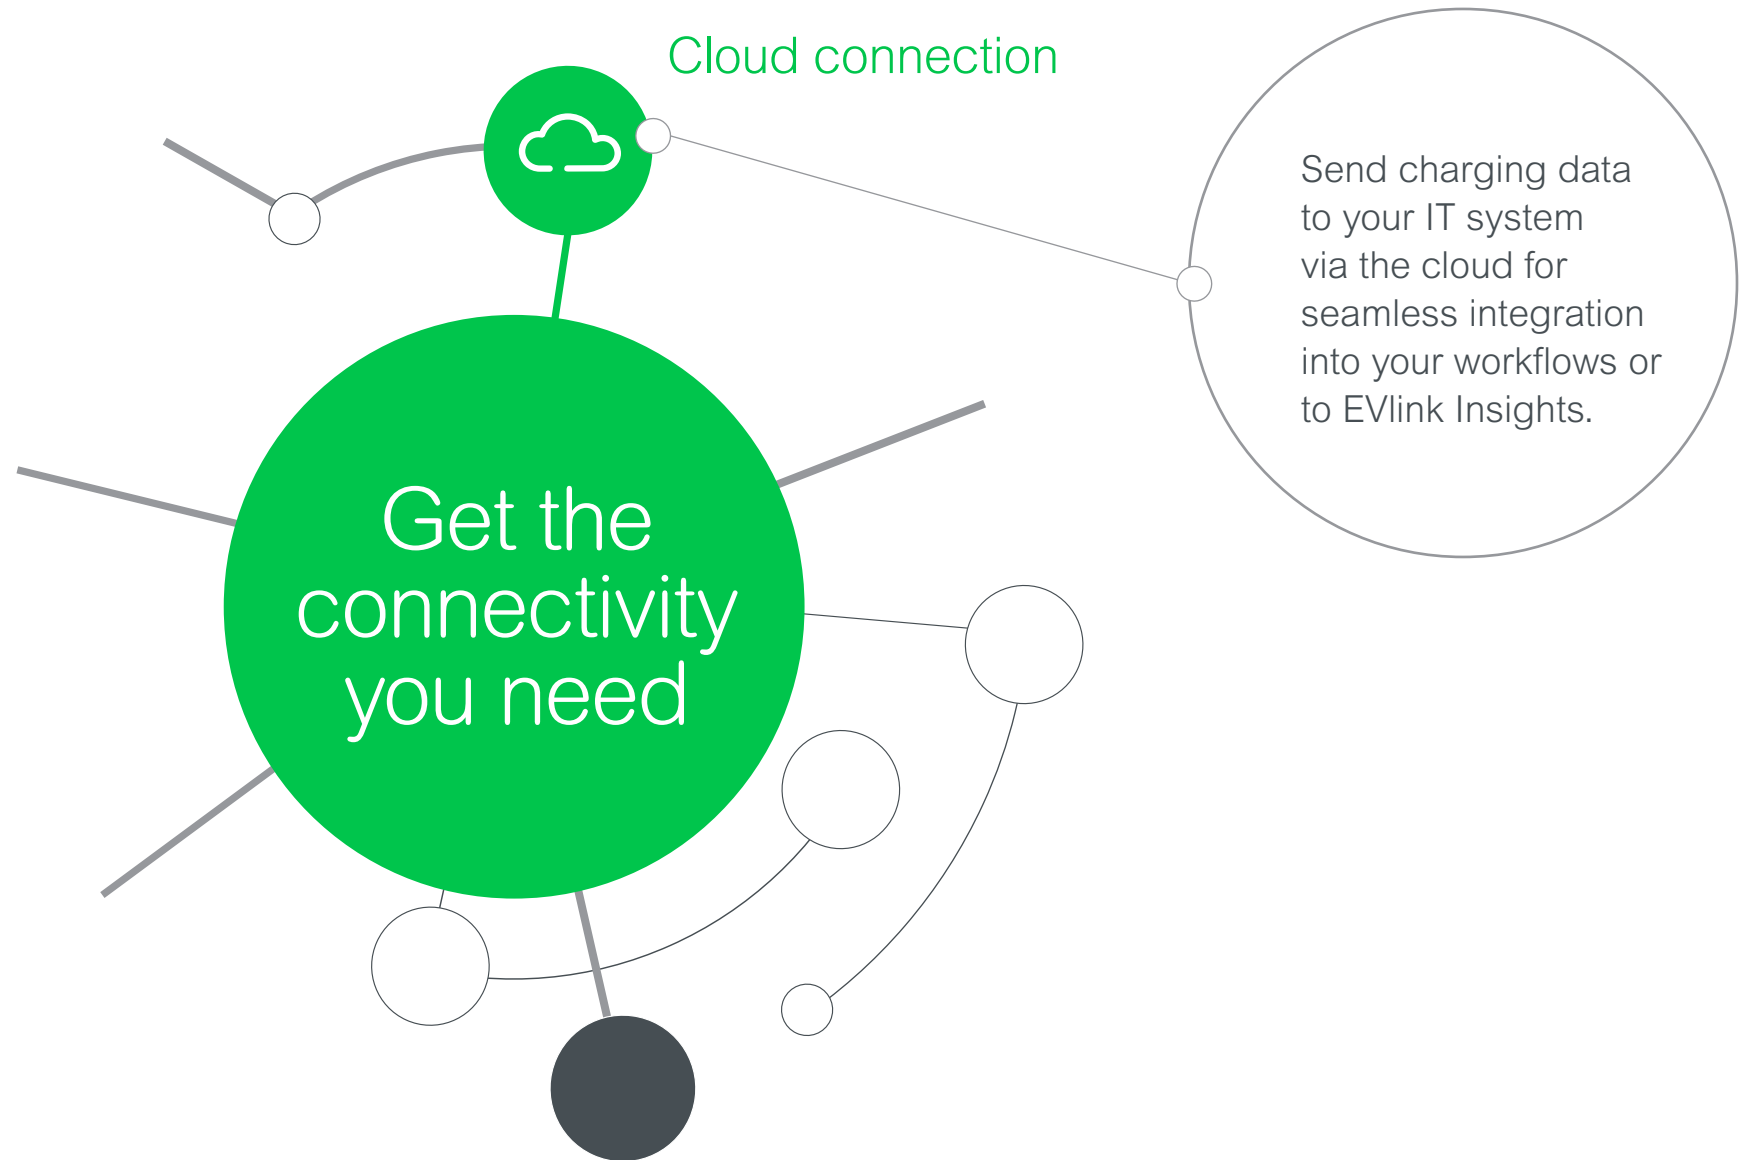 Cloud connection
Send charging data
to your IT system
via the cloud for
seamless integration
into your workflows or
to EVlink Insights.
Get the
connectivity
you need